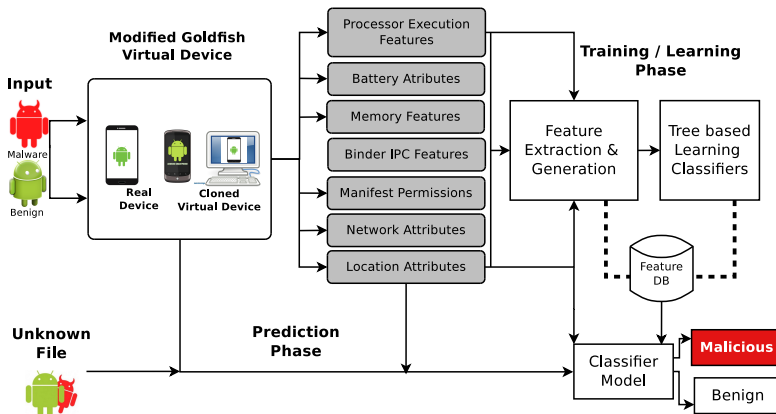 Modified Goldfish
Virtual Device
Input
Malware
Benign
Real
Device
Cloned
Virtual Device
Processor Execution
Features
Battery Atributes
Memory Features
Binder IPC Features
Manifest Permissions
Network Attributes
Location Attributes
Training / Learning
Phase
Feature
Extraction &
Generation
Tree based
Learning
Classifiers
Feature
DB
Unknown
File
Prediction
Phase
Classifier
Model
Malicious
Benign